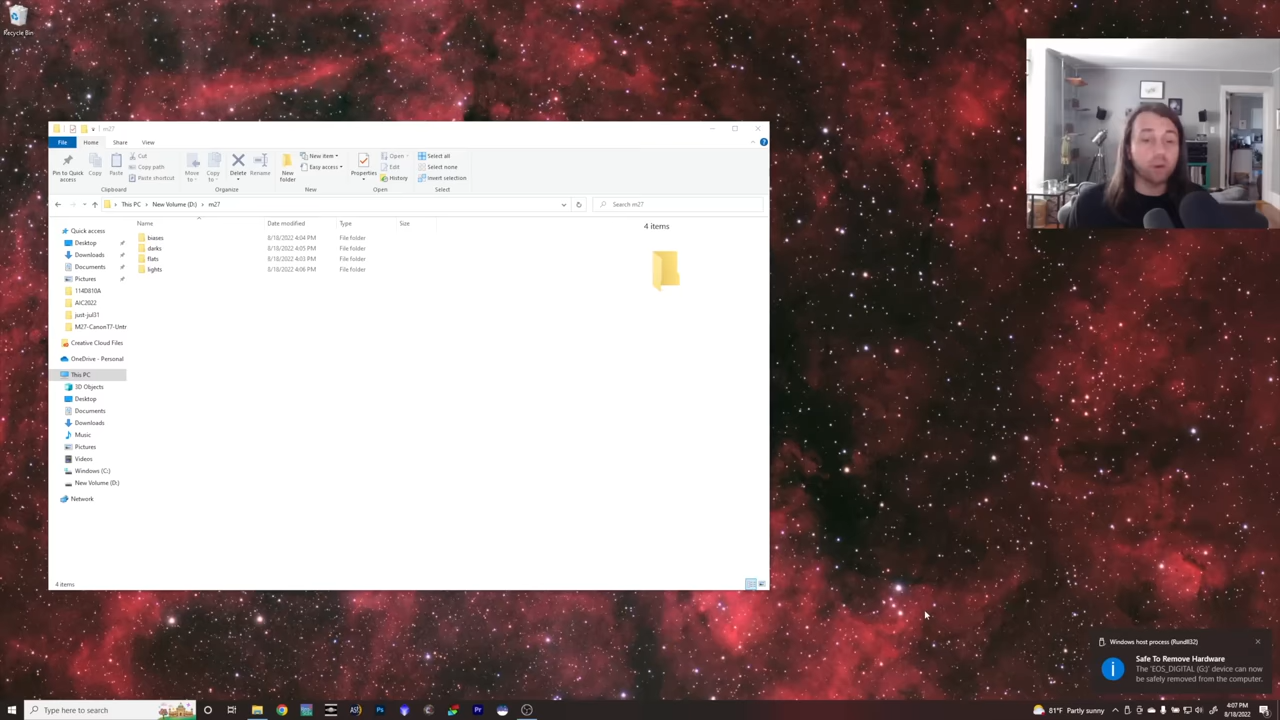 Recycle Bin
m27
File
Home
Share
View
Pin to Quick access
Copy
Paste
Cut
Copy path
Paste shortcut
Clipboard
Move to
Copy to
Delete
Rename
Organize
New folder
New item
Easy access
New
Properties
Open
Edit
History
Open
Select all
Select none
Invert selection
Select
This PC
New Volume (D:)
m27
Search m27
Name
Date modified
Type
Size
biases 8/18/2022 4:04 PM File folder
darks 8/18/2022 4:05 PM File folder
flats 8/18/2022 4:03 PM File folder
lights 8/18/2022 4:06 PM File folder
4 items
Quick access
Desktop
Downloads
Documents
Pictures
114D810A
AIC2022
just-jul31
M27-CanonT7-Untr
Creative Cloud Files
OneDrive - Personal
This PC
3D Objects
Desktop
Documents
Downloads
Music
Pictures
Videos
Windows (C:)
New Volume (D:)
Network
4 items
Windows host process (Rundll32)
Safe To Remove Hardware
The 'EOS_DIGITAL (G:)' device can now
be safely removed from the computer.
Type here to search
81°F Partly sunny
4:07 PM
8/18/2022